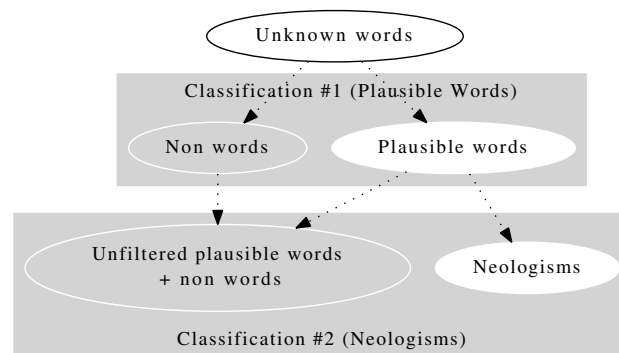 Unknown words
Classification #1 (Plausible Words)
Non words
Plausible words
Unfiltered plausible words
+ non words
Neologisms
Classification #2 (Neologisms)